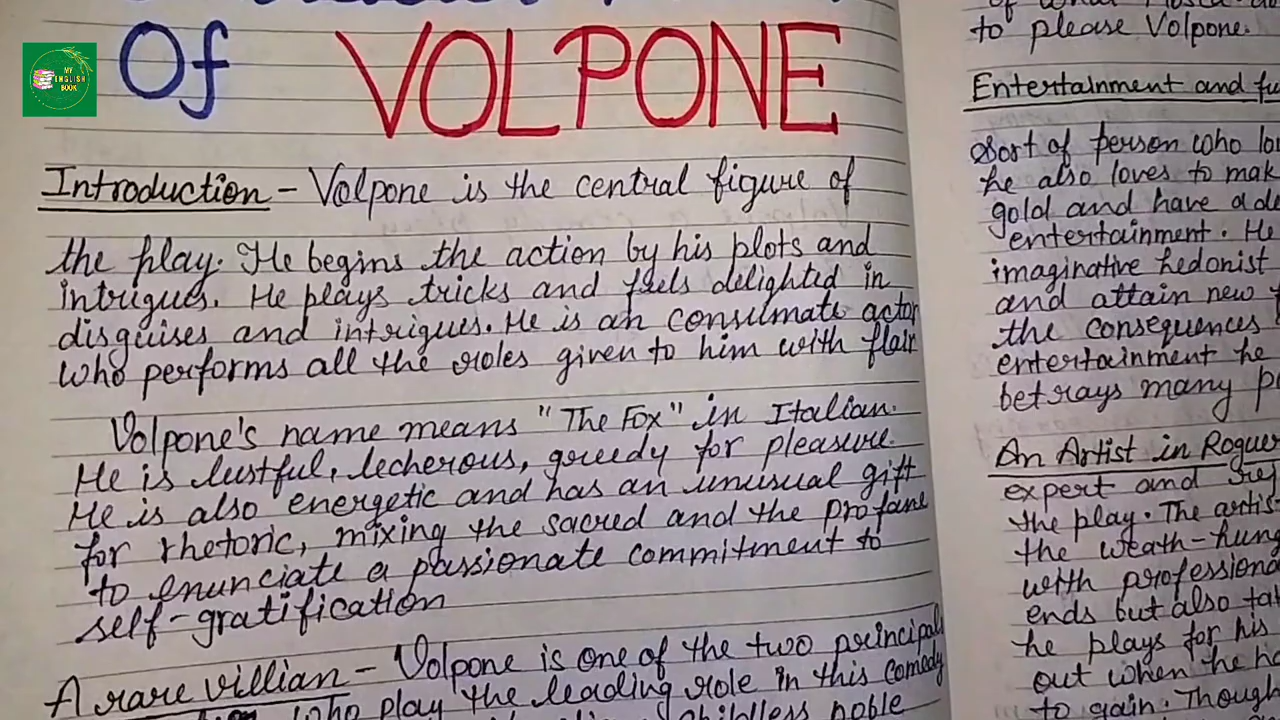 Of VOLPONE
MY
ENGLISH
BOOK
Introduction - Volpone is the central figure of
the play. He begins the action by his plots and
intrigues. He plays tricks and feels delighted in
disguises and intrigues. He is an consumate actor
who performs all the roles given to him with flair
Volpone's name means "The Fox" in Italian.
He is lustful, lecherous, greedy for pleasure.
He is also energetic and has an unusual gift
for rhetoric, mixing the sacred and the profane
to enunciate a passionate commitment to
self-gratification
A rare villian - Volpone is one of the two principals
who play the leading role in this comedy
childless noble
to please Volpone.
Entertainment and
Sort of person who
he also loves to
gold and have a
entertainment. He
imaginative hedonist
and attain new
the consequences
entertainment he
betrays many
An Artist in
expert and
the play. The
the weath-
with
ends but also
he plays for his
out when he
to gain. Though